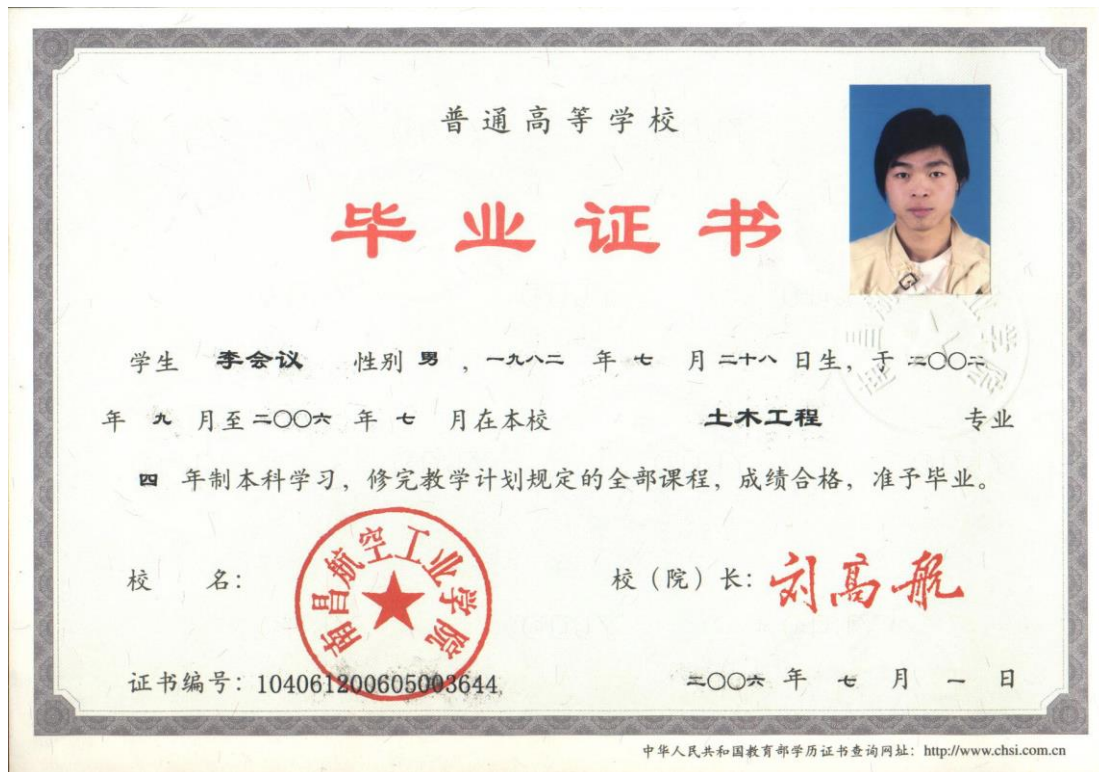 普通高等学校
毕业证书
学生 李会议 性别 男 ，一九八二 年 七 月 二十八 日生，于 二〇〇二
年 九 月至 二〇〇六 年 七 月在本校 土木工程 专业
四 年制本科学习，修完教学计划规定的全部课程，成绩合格，准予毕业。
南昌航空工业学院
校 名： 校（院）长：刘高航
证书编号：104061200605003644 二〇〇六 年 七 月 一 日
中华人民共和国教育部学历证书查询网址：http://www.chsi.com.cn